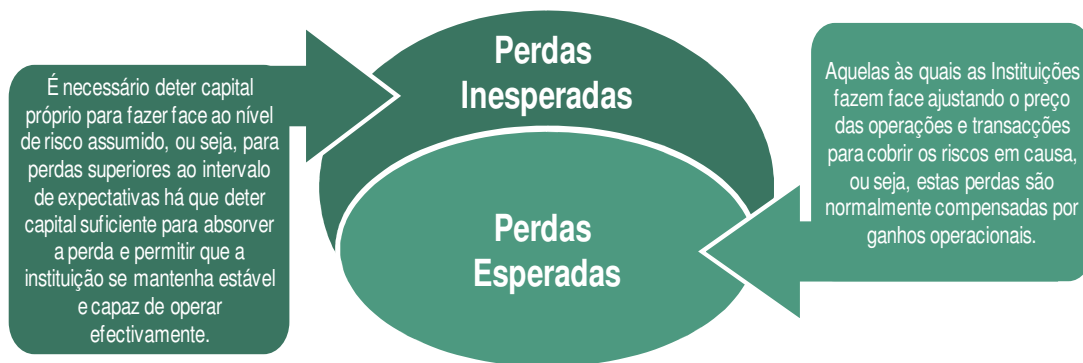 É necessário deter capital
próprio para fazer face ao nível
de risco assumido, ou seja, para
perdas superiores ao intervalo
de expectativas há que deter
capital suficiente para absorver
a perda e permitir que a
instituição se mantenha estável
e capaz de operar
efectivamente.
Perdas
Inesperadas
Perdas
Esperadas
Aquelas às quais as Instituições
fazem face ajustando o preço
das operações e transacções
para cobrir os riscos em causa,
ou seja, estas perdas são
normalmente compensadas por
ganhos operacionais.